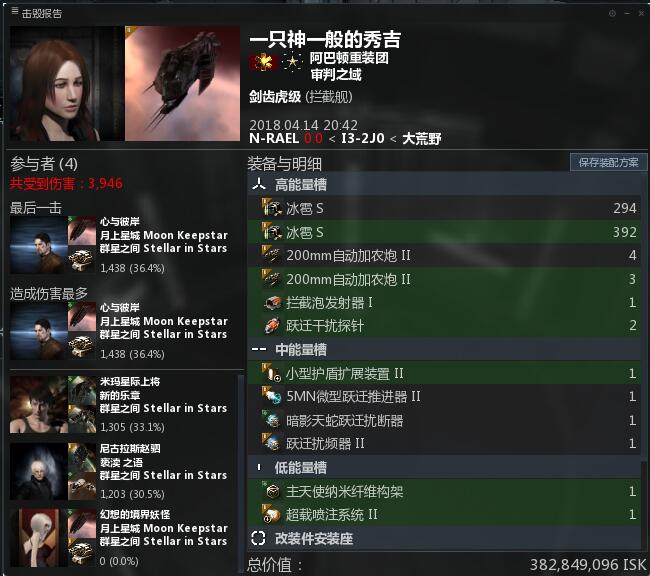 击毁报告
一只神一般的秀吉
阿巴顿重装团
审判之域
剑齿虎级 (拦截舰)
2018.04.14 20:42
N-RAEL 0.0 < I3-2J0 < 大荒野
参与者 (4)
共受到伤害：3,946
最后一击
心与彼岸
月上星城 Moon Keepstar
群星之间 Stellar in Stars
1,438 (36.4%)
造成伤害最多
心与彼岸
月上星城 Moon Keepstar
群星之间 Stellar in Stars
1,438 (36.4%)
米玛星际上将
新的乐章
群星之间 Stellar in Stars
1,305 (33.1%)
尼古拉斯赵驷
亵渎 之语
群星之间 Stellar in Stars
1,203 (30.5%)
幻想的境界妖怪
月上星城 Moon Keepstar
群星之间 Stellar in Stars
0 (0.0%)
装备与明细
保存装配方案
高能量槽
冰雹 S 294
冰雹 S 392
200mm自动加农炮 II 4
200mm自动加农炮 II 3
拦截泡发射器 I 1
跃迁干扰探针 2
中能量槽
小型护盾扩展装置 II 1
5MN微型跃迁推进器 II 1
暗影天蛇跃迁扰断器 1
跃迁扰频器 II 1
低能量槽
主天使纳米纤维构架 1
超载喷注系统 II 1
改装件安装座
总价值： 382,849,096 ISK